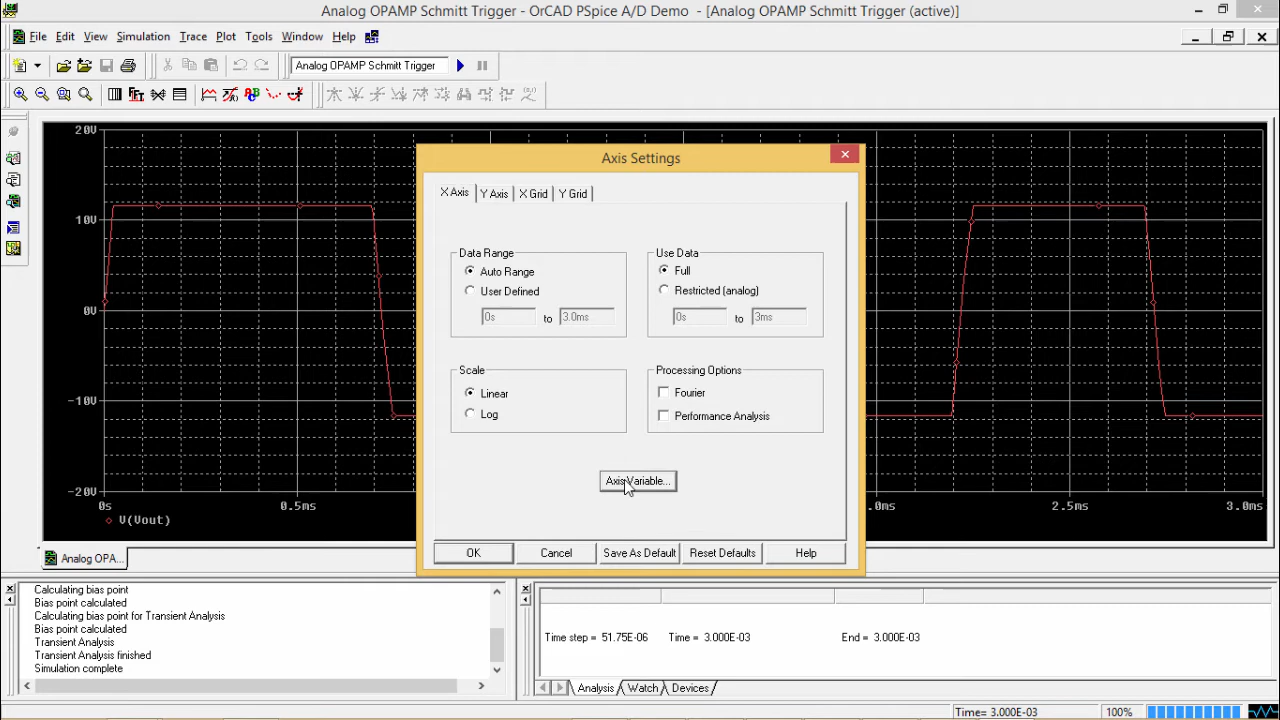 Analog OPAMP Schmitt Trigger - OrCAD PSpice A/D Demo - [Analog OPAMP Schmitt Trigger (active)]
File Edit View Simulation Trace Plot Tools Window Help
Analog OPAMP Schmitt Trigger
20V
10V
0V
-10V
-20V
0s 0.5ms .0ms 2.5ms 3.0ms
V(Vout)
Axis Settings
X Axis Y Axis X Grid Y Grid
Data Range
Auto Range
User Defined
0s to 3.0ms
Use Data
Full
Restricted (analog)
0s to 3ms
Scale
Linear
Log
Processing Options
Fourier
Performance Analysis
Axis Variable...
OK Cancel Save As Default Reset Defaults Help
Analog OPA...
Calculating bias point
Bias point calculated
Calculating bias point for Transient Analysis
Bias point calculated
Transient Analysis
Transient Analysis finished
Simulation complete
Time step = 51.75E-06 Time = 3.000E-03 End = 3.000E-03
Analysis Watch Devices
Time= 3.000E-03 100%